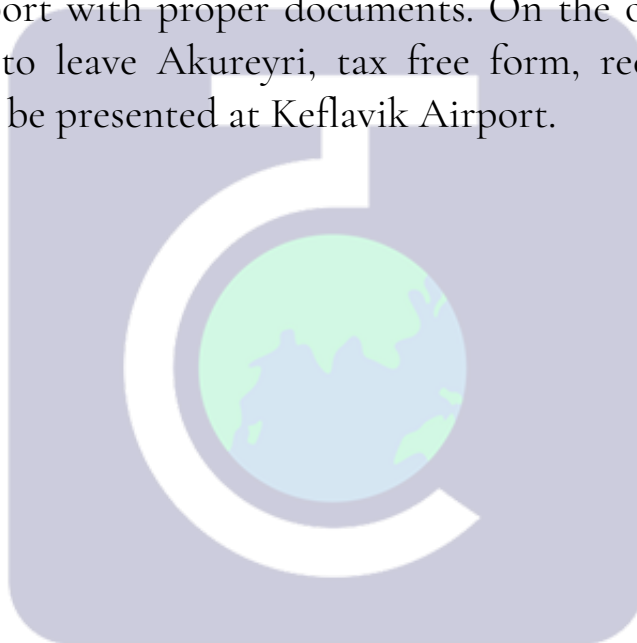 ort with proper documents. On the o
to leave Akureyri, tax free form, re
be presented at Keflavik Airport.